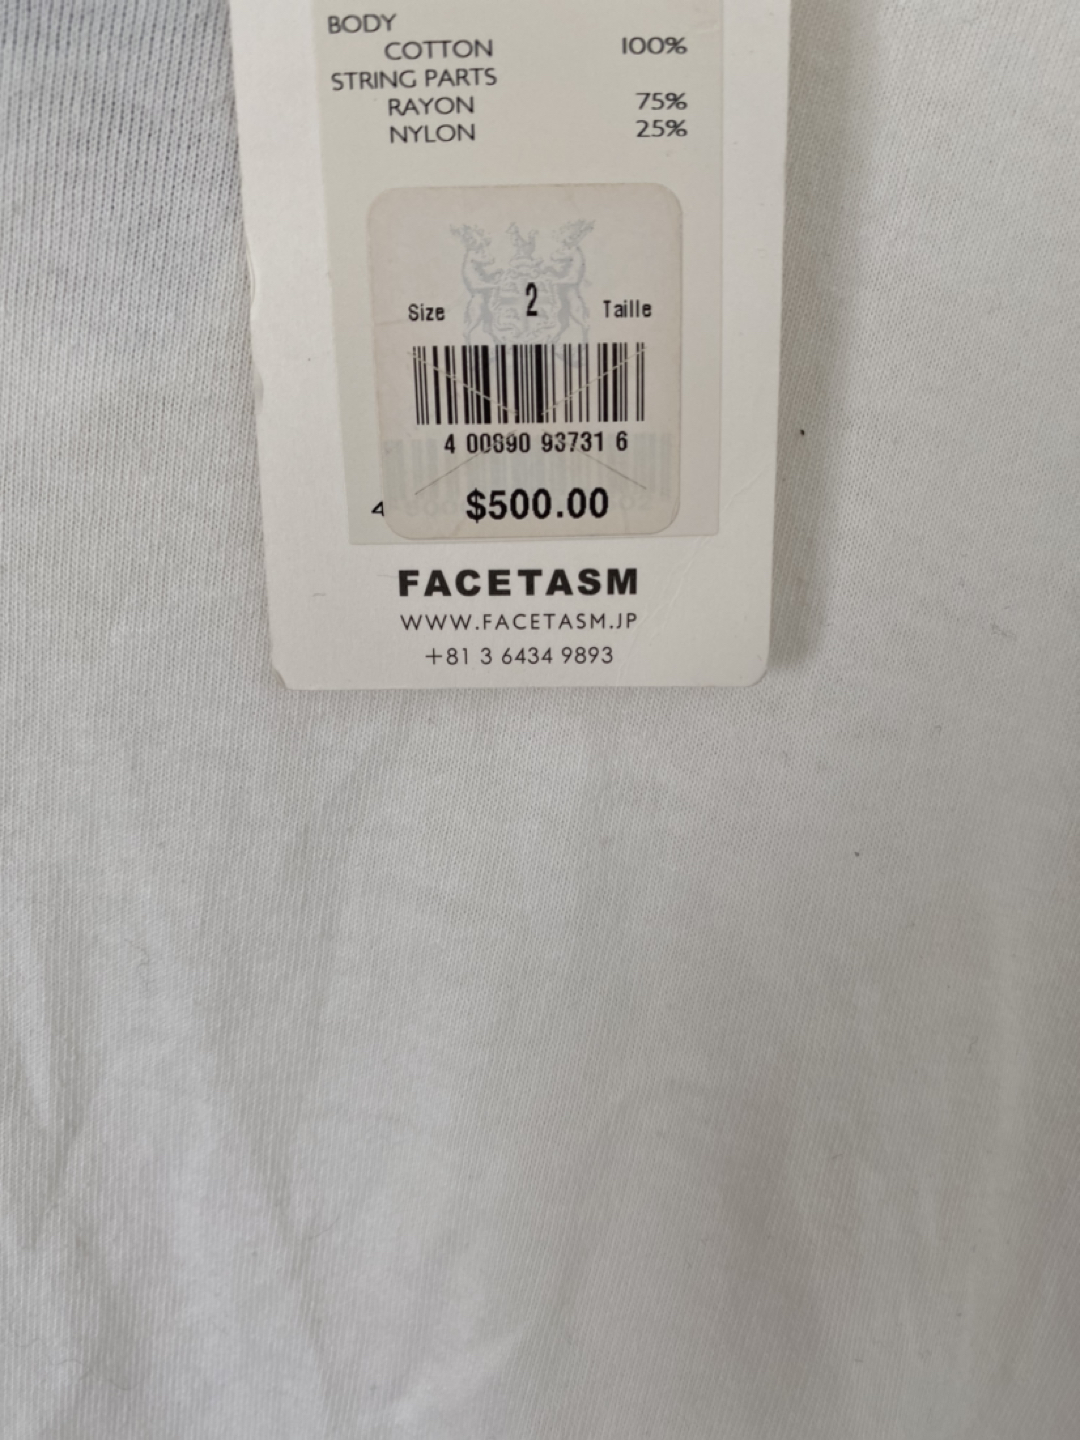 BODY
COTTON 100%
STRING PARTS
RAYON 75%
NYLON 25%
Size 2 Taille
4 00890 93731 6
$500.00
4
FACETASM
WWW.FACETASM.JP
+81 3 6434 9893